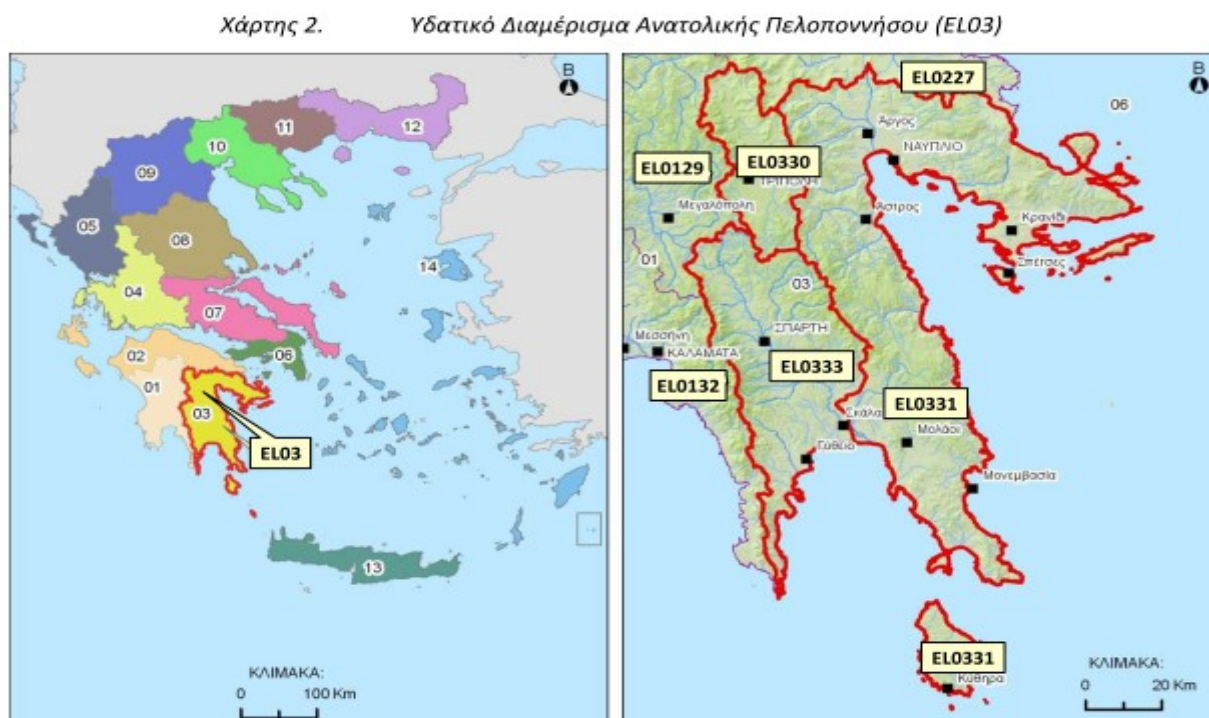 Χάρτης 2. Υδατικό Διαμέρισμα Ανατολικής Πελοποννήσου (EL03)
B
11
12
10
09
05
08
14
04
07
06
02
01
03
EL03
13
ΚΛΙΜΑΚΑ:
0 100 Km
B
EL0227
06
Άργος
ΝΑΥΠΛΙΟ
EL0129
EL0330
ΤΡΙΠΟΛΗ
Μεγαλόπολη
Άστρος
Κρανίδι
Σπέτσες
01
03
ΣΠΑΡΤΗ
Μεσσήνη
ΚΑΛΑΜΑΤΑ
EL0333
EL0132
EL0331
Σκάλα
Μολάοι
Γύθειο
Μονεμβασία
EL0331
Κύθηρα
ΚΛΙΜΑΚΑ:
0 20 Km